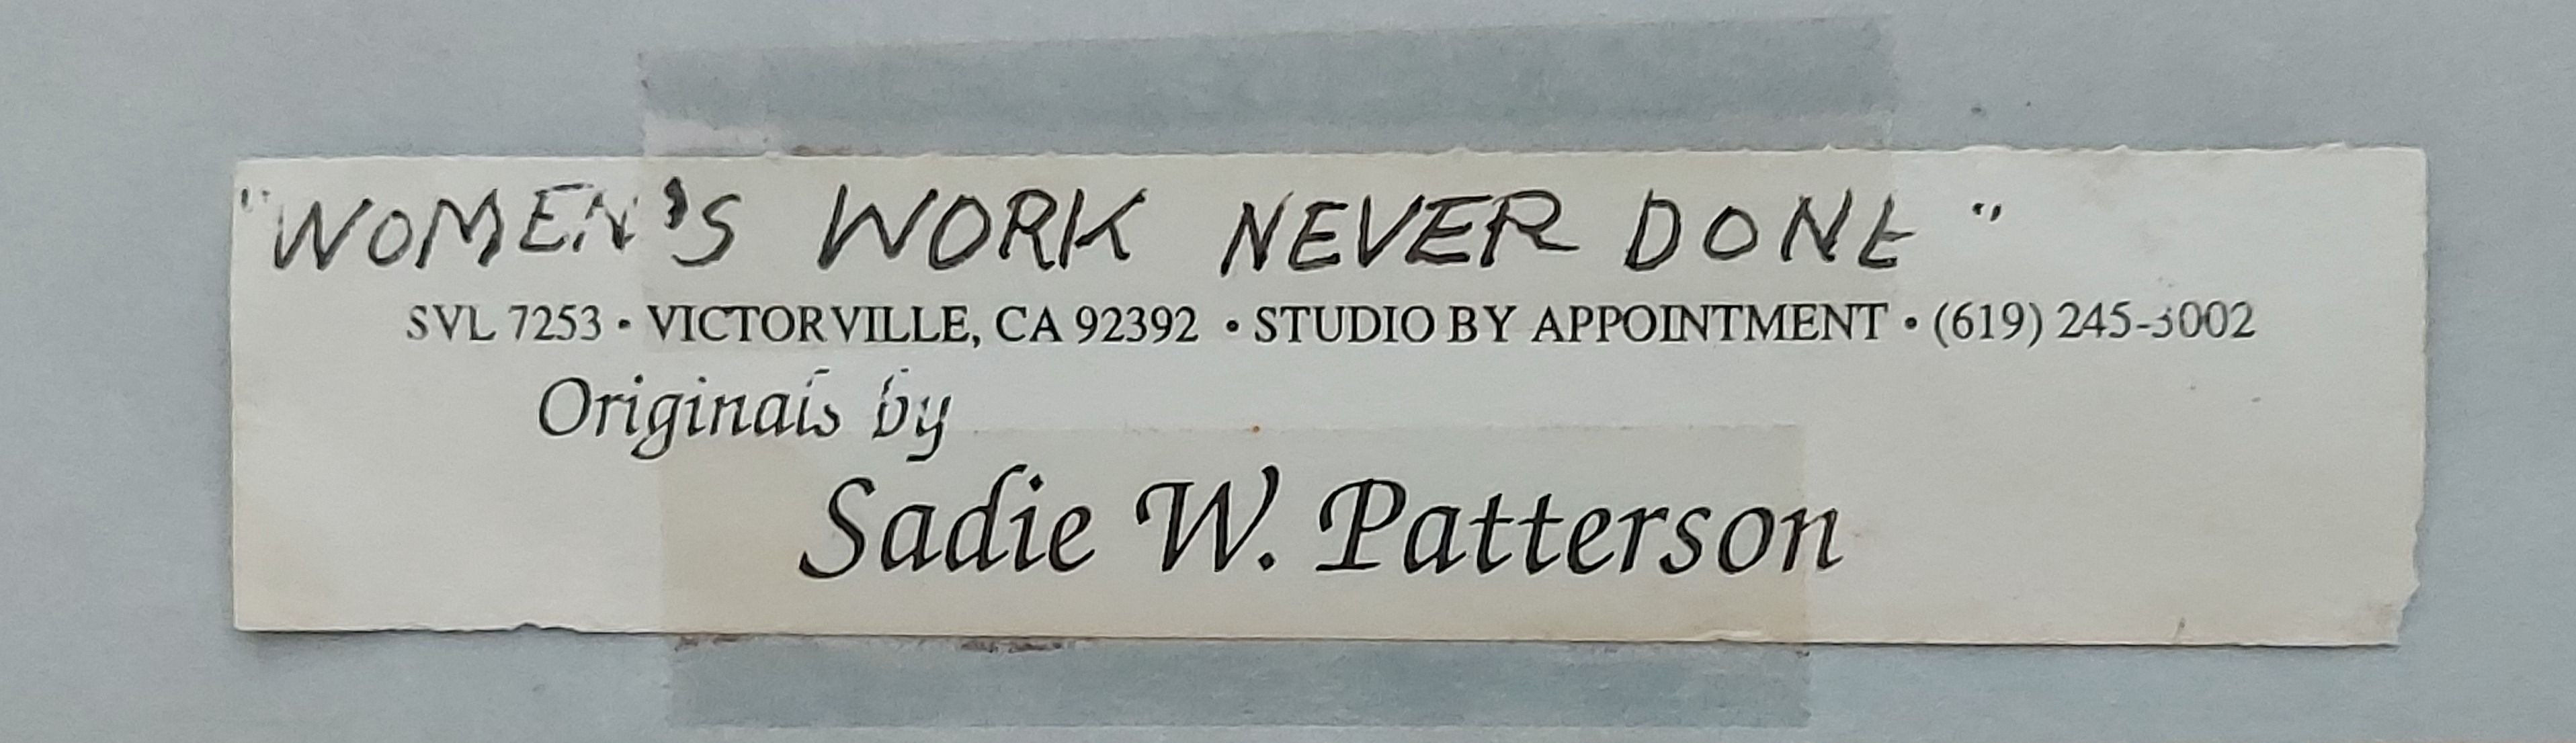 "WOMEN'S WORK NEVER DONE"
SVL 7253 • VICTORVILLE, CA 92392 • STUDIO BY APPOINTMENT • (619) 245-3002
Originals by
Sadie W. Patterson